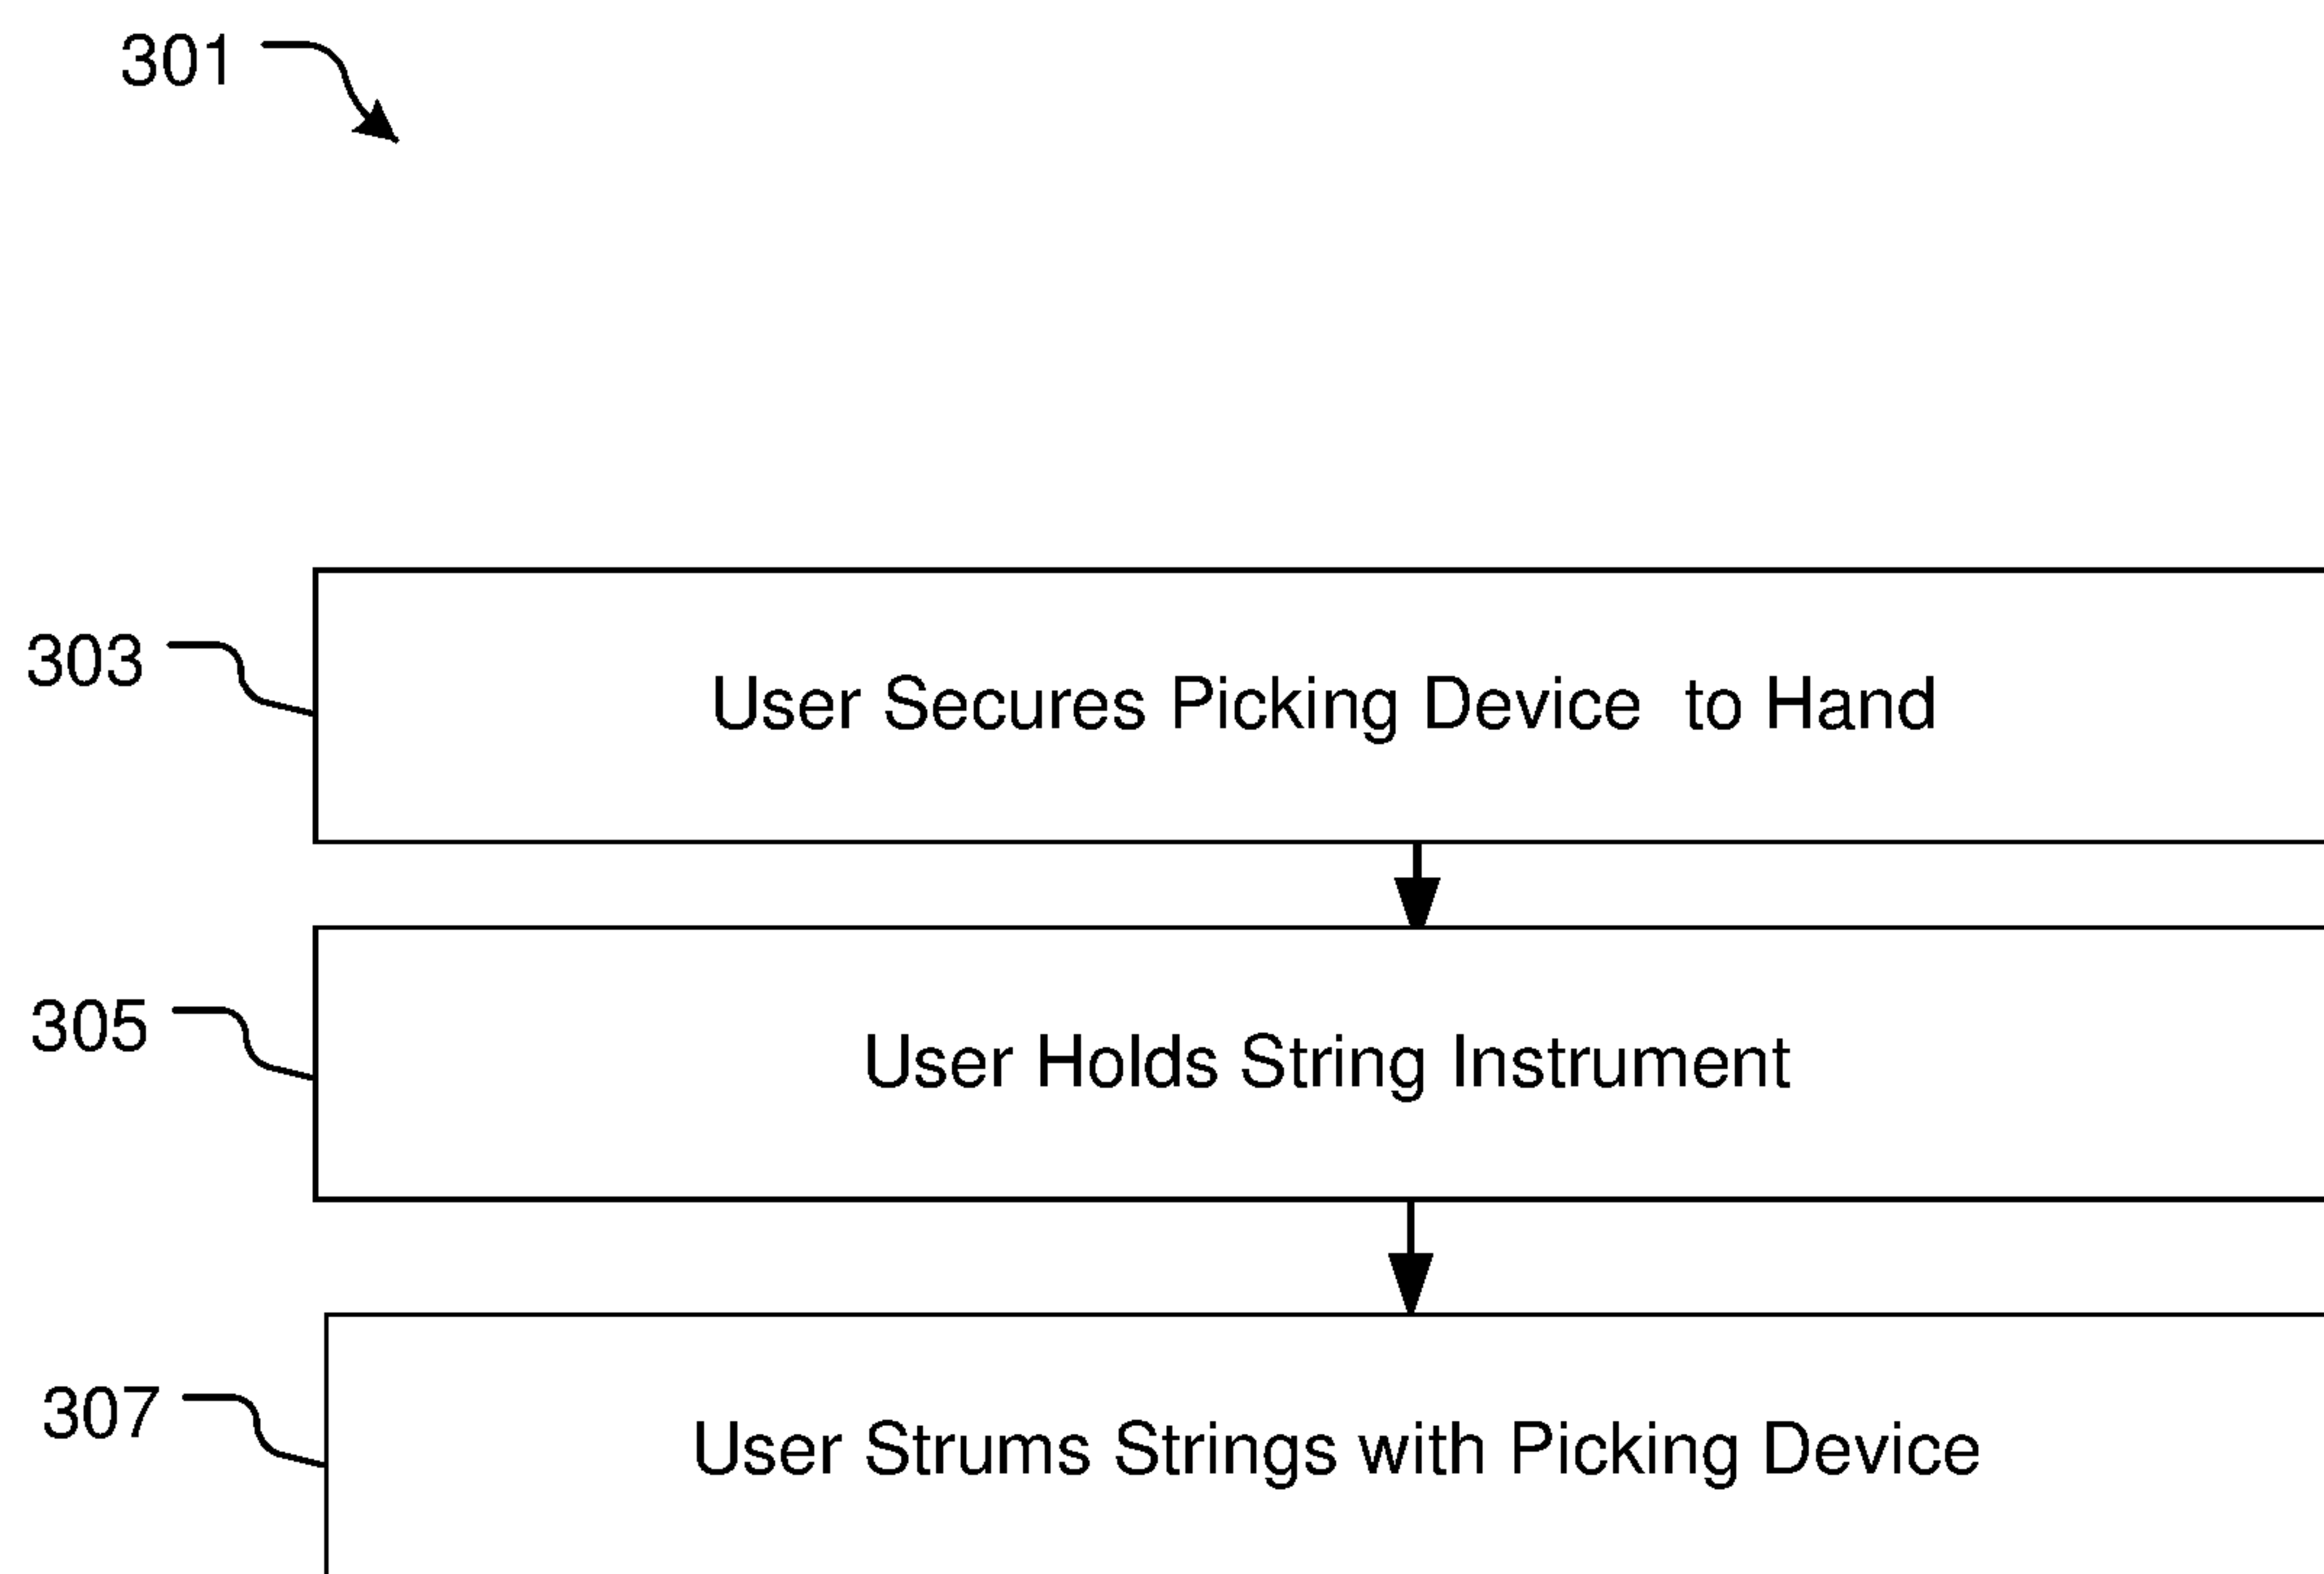 301
303
User Secures Picking Device  to Hand
305
User Holds String Instrument
307
User Strums Strings with Picking Device